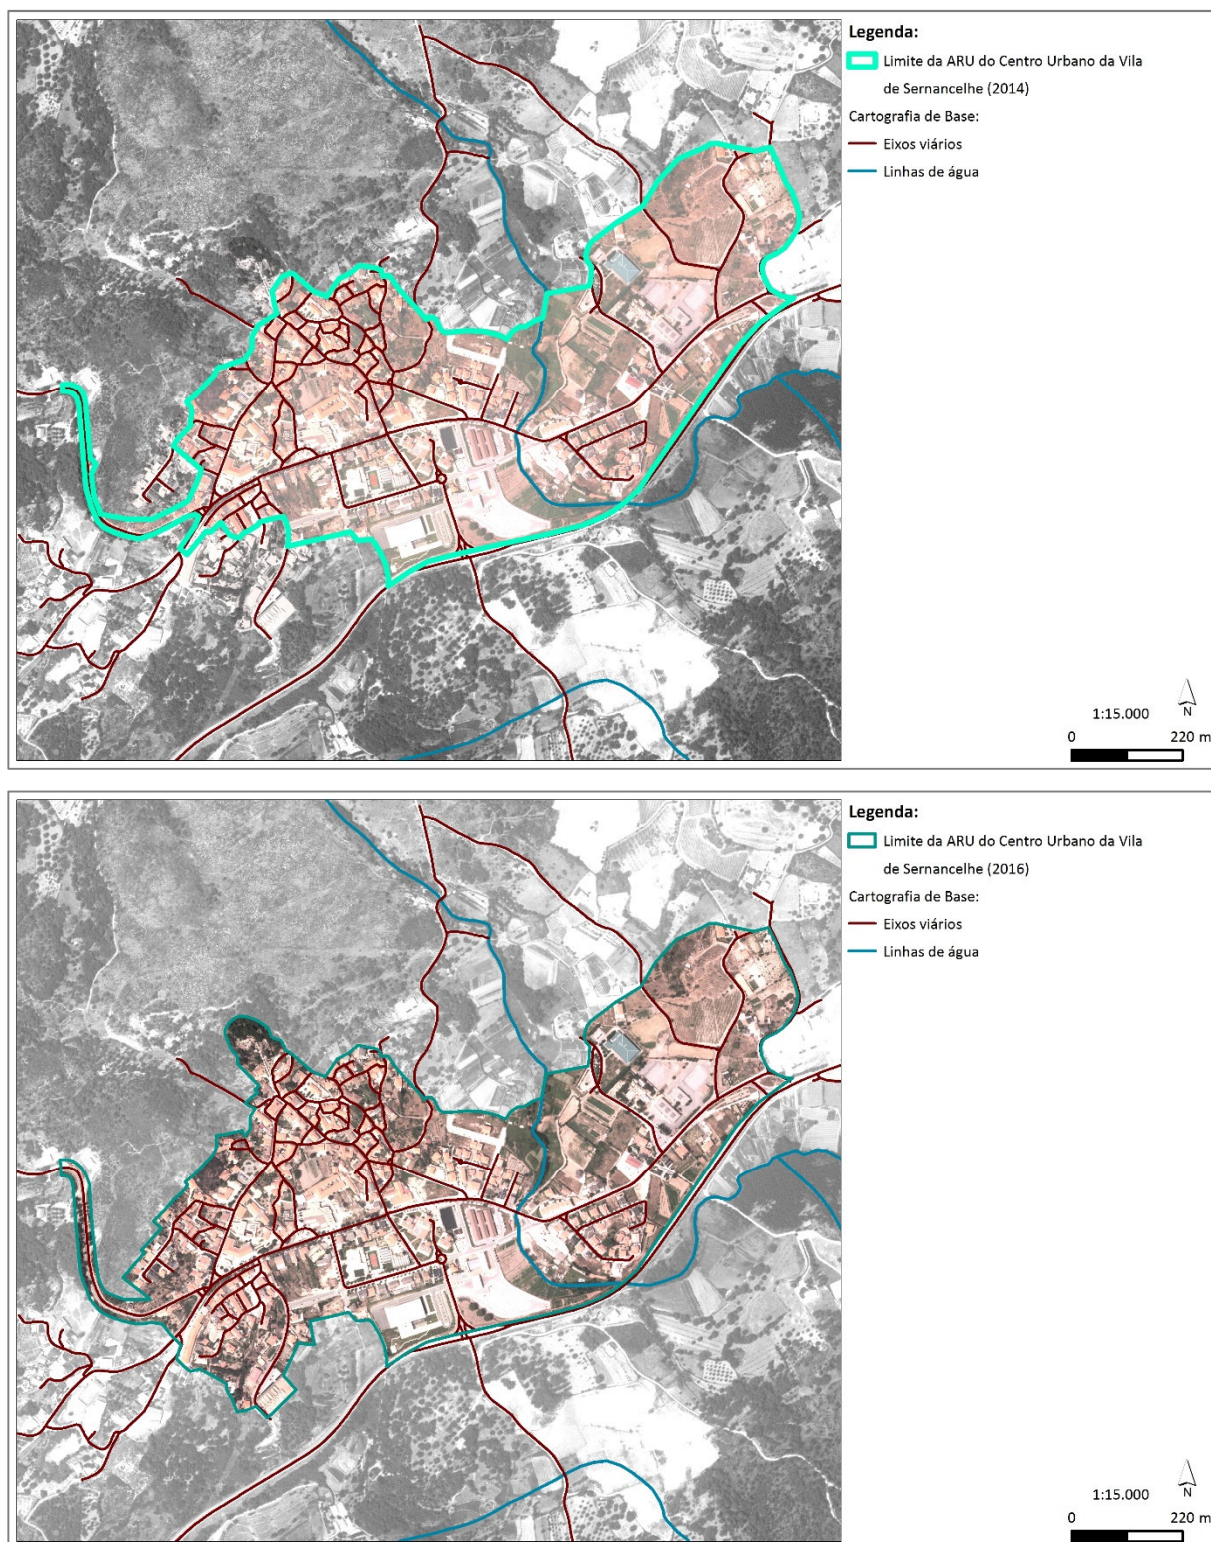 Legenda:
Limite da ARU do Centro Urbano da Vila
de Sernancelhe (2014)
Cartografia de Base:
Eixos viários
Linhas de água
1:15.000
N
0 220 m
Legenda:
Limite da ARU do Centro Urbano da Vila
de Sernancelhe (2016)
Cartografia de Base:
Eixos viários
Linhas de água
1:15.000
N
0 220 m